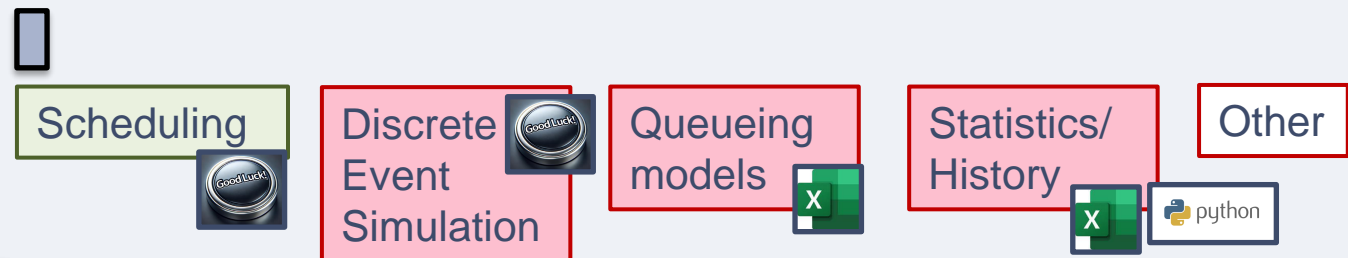 Scheduling
Good Luck!
Discrete
Event
Simulation
Good Luck!
Queueing
models
X
Statistics/
History
X
python
Other